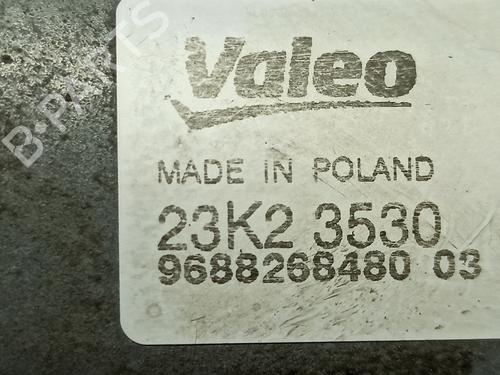 Valeo
MADE IN POLAND
23K2 3530
9688268480 03
B-PARTS